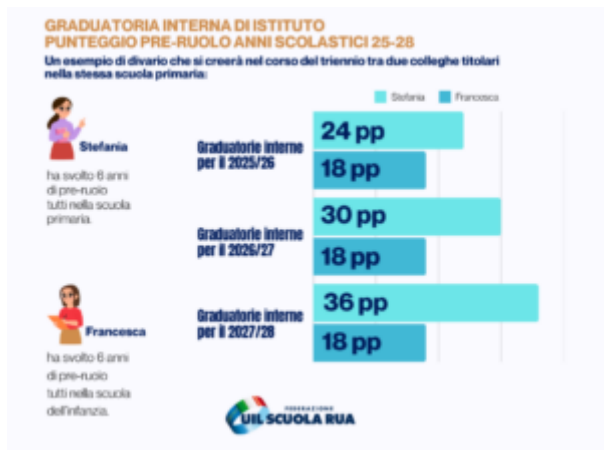 GRADUATORIA INTERNA DI ISTITUTO
PUNTEGGIO PRE-RUOLO ANNI SCOLASTICI 25-28
Un esempio di divario che si creerà nel corso del triennio tra due colleghe titolari
nella stessa scuola primaria:
Stefania
Francesca
Stefania
ha svolto 6 anni
di pre-ruolo
tutti nella scuola
primaria.
Graduatorie interne
per il 2025/26
24 pp
18 pp
Graduatorie interne
per il 2026/27
30 pp
18 pp
Francesca
ha svolto 6 anni
di pre-ruolo
tutti nella scuola
dell'infanzia.
Graduatorie interne
per il 2027/28
36 pp
18 pp
FEDERAZIONE
UIL SCUOLA RUA